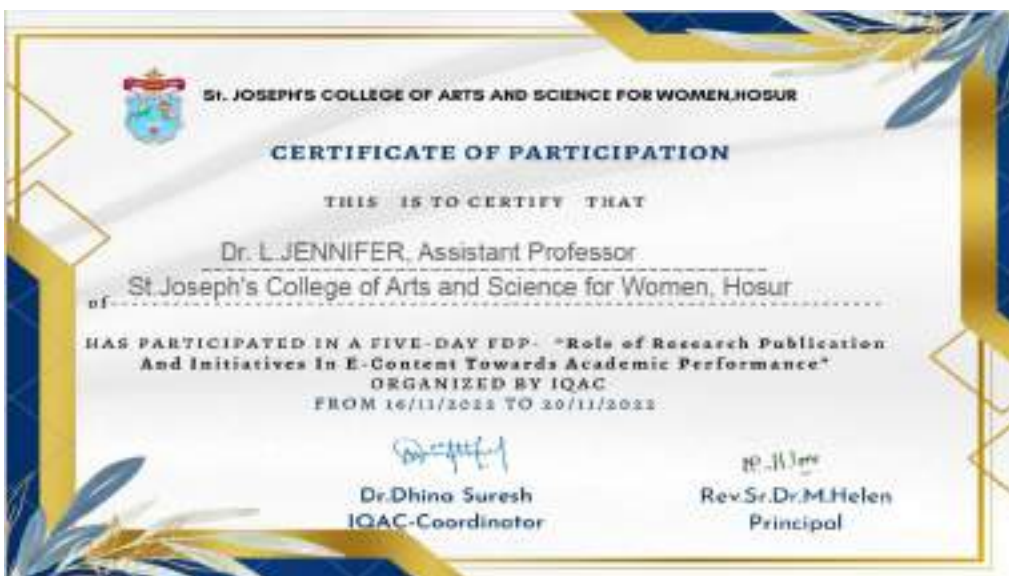 St. JOSEPH'S COLLEGE OF ARTS AND SCIENCE FOR WOMEN,HOSUR
CERTIFICATE OF PARTICIPATION
THIS IS TO CERTIFY THAT
Dr. L.JENNIFER, Assistant Professor
of St.Joseph's College of Arts and Science for Women, Hosur
HAS PARTICIPATED IN A FIVE-DAY FDP- "Role of Research Publication
And Initiatives In E-Content Towards Academic Performance"
ORGANIZED BY IQAC
FROM 16/11/2022 TO 20/11/2022
Dr.Dhina Suresh
IQAC-Coordinator
Rev.Sr.Dr.M.Helen
Principal